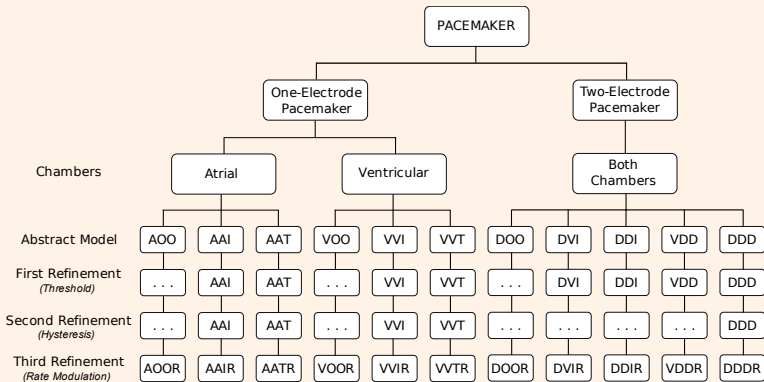 PACEMAKER
One-Electrode
Pacemaker
Two-Electrode
Pacemaker
Chambers
Atrial
Ventricular
Both
Chambers
Abstract Model AOO AAI AAT VOO VVI VVT DOO DVI DDI VDD DDD
First Refinement ... AAI AAT ... VVI VVT ... DVI DDI VDD DDD
(Threshold)
Second Refinement ... AAI AAT ... VVI VVT ... ... ... ... DDD
(Hysteresis)
Third Refinement AOOR AAIR AATR VOOR VVIR VVTR DOOR DVIR DDIR VDDR DDDR
(Rate Modulation)